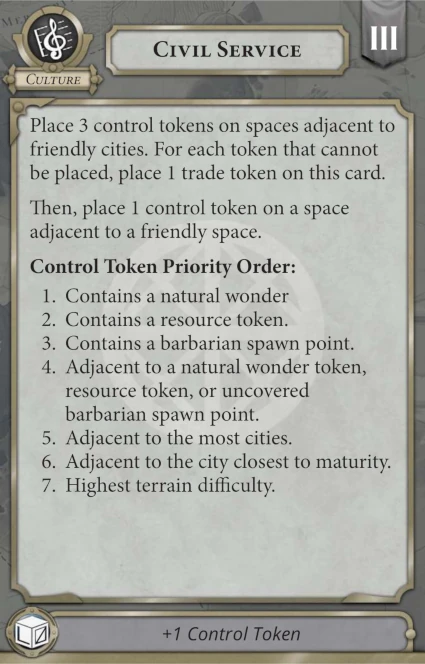 CIVIL SERVICE
III
CULTURE
Place 3 control tokens on spaces adjacent to
friendly cities. For each token that cannot
be placed, place 1 trade token on this card.
Then, place 1 control token on a space
adjacent to a friendly space.
Control Token Priority Order:
1. Contains a natural wonder
2. Contains a resource token.
3. Contains a barbarian spawn point.
4. Adjacent to a natural wonder token,
resource token, or uncovered
barbarian spawn point.
5. Adjacent to the most cities.
6. Adjacent to the city closest to maturity.
7. Highest terrain difficulty.
+1 Control Token